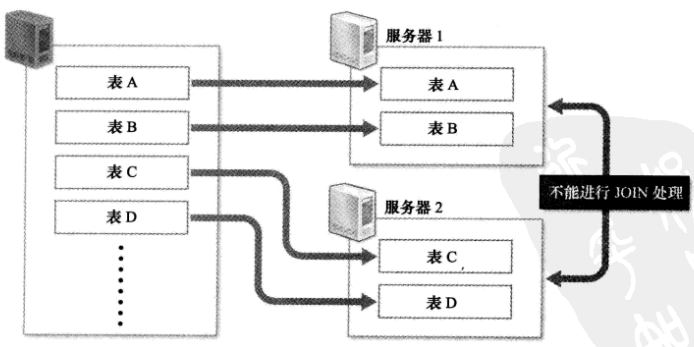 表 A
表 B
表 C
表 D
服务器 1
表 A
表 B
服务器 2
表 C
表 D
不能进行 JOIN 处理